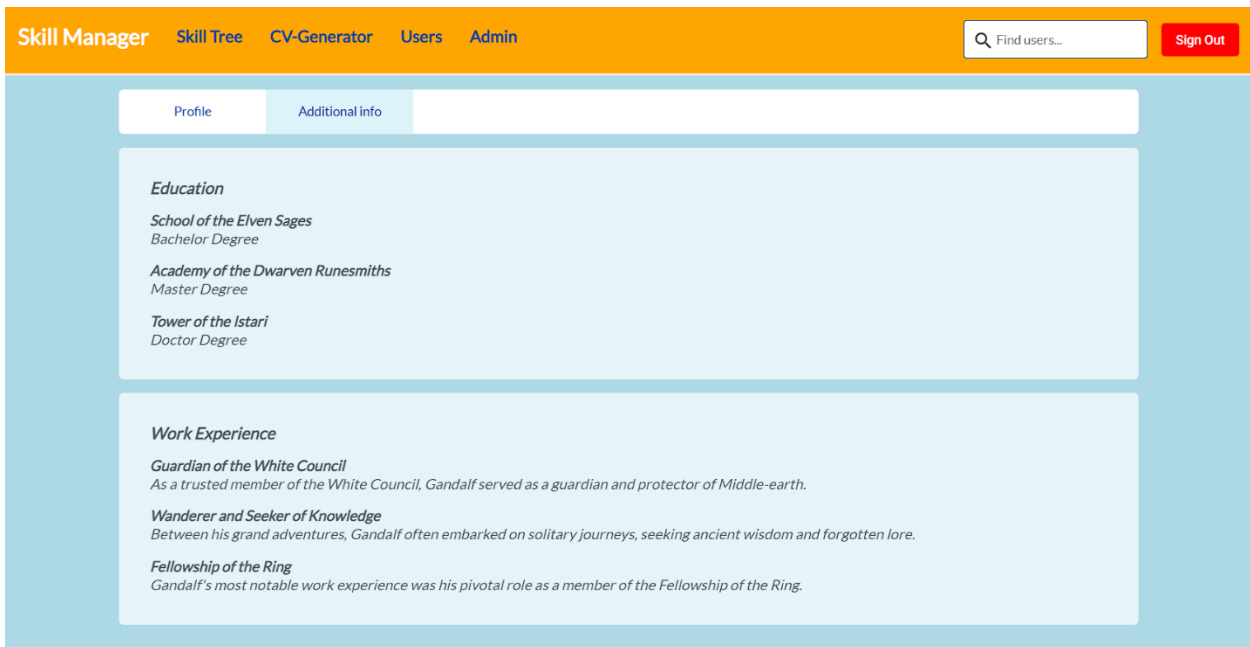 Skill Manager Skill Tree CV-Generator Users Admin Find users... Sign Out
Profile Additional info
Education
School of the Elven Sages
Bachelor Degree
Academy of the Dwarven Runesmiths
Master Degree
Tower of the Istari
Doctor Degree
Work Experience
Guardian of the White Council
As a trusted member of the White Council, Gandalf served as a guardian and protector of Middle-earth.
Wanderer and Seeker of Knowledge
Between his grand adventures, Gandalf often embarked on solitary journeys, seeking ancient wisdom and forgotten lore.
Fellowship of the Ring
Gandalf's most notable work experience was his pivotal role as a member of the Fellowship of the Ring.